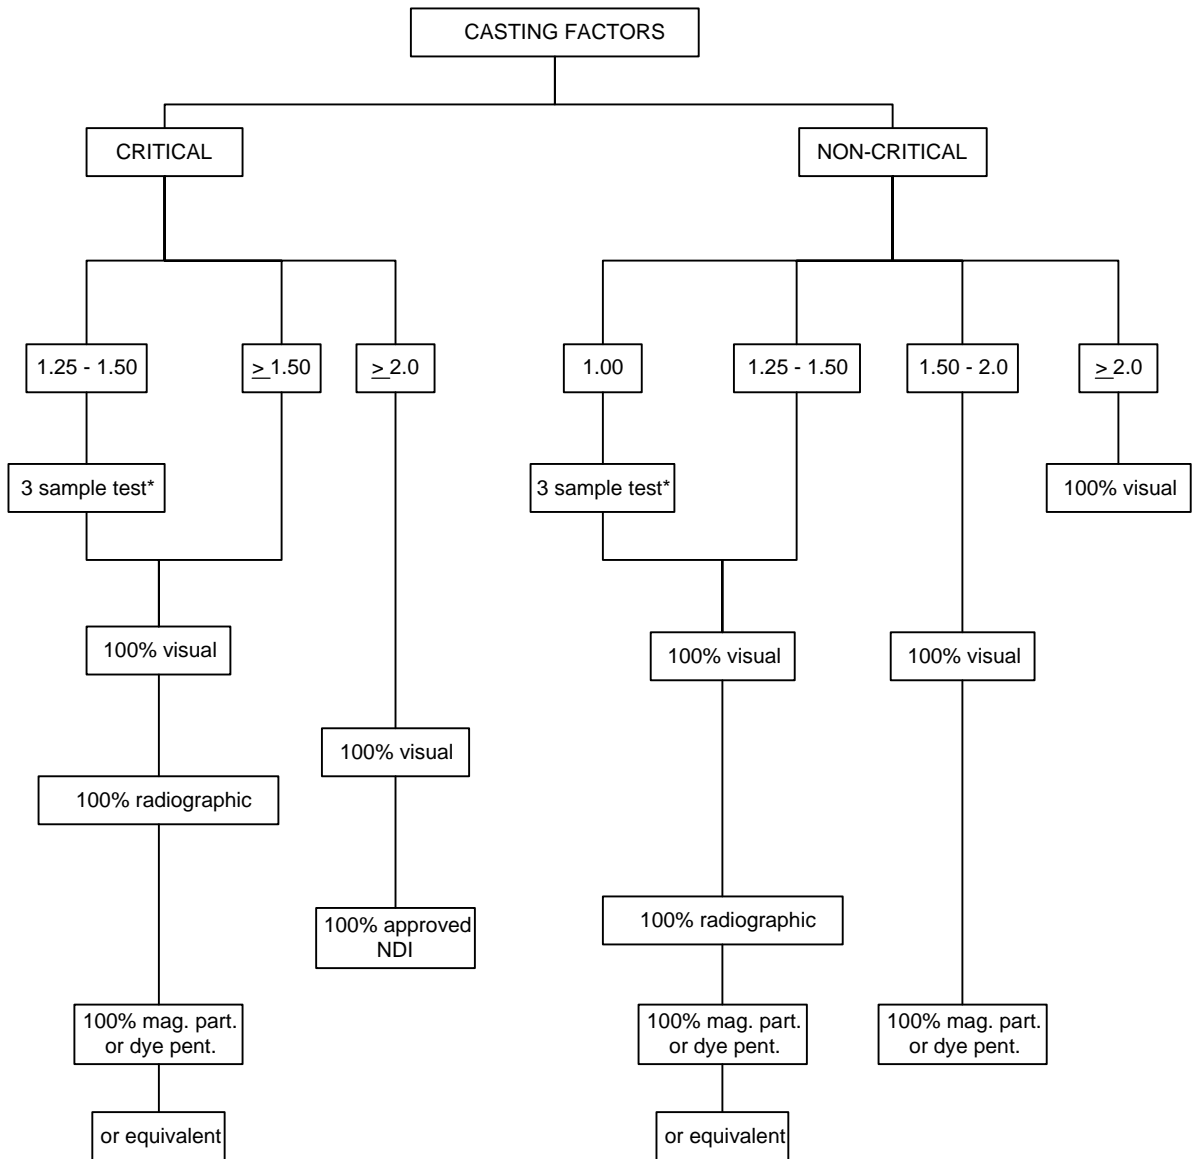 CASTING FACTORS
CRITICAL
NON-CRITICAL
1.25 - 1.50
> 1.50
> 2.0
1.00
1.25 - 1.50
1.50 - 2.0
> 2.0
3 sample test*
3 sample test*
100% visual
100% visual
100% visual
100% visual
100% visual
100% radiographic
100% radiographic
100% approved
NDI
100% mag. part.
or dye pent.
100% mag. part.
or dye pent.
100% mag. part.
or dye pent.
or equivalent
or equivalent